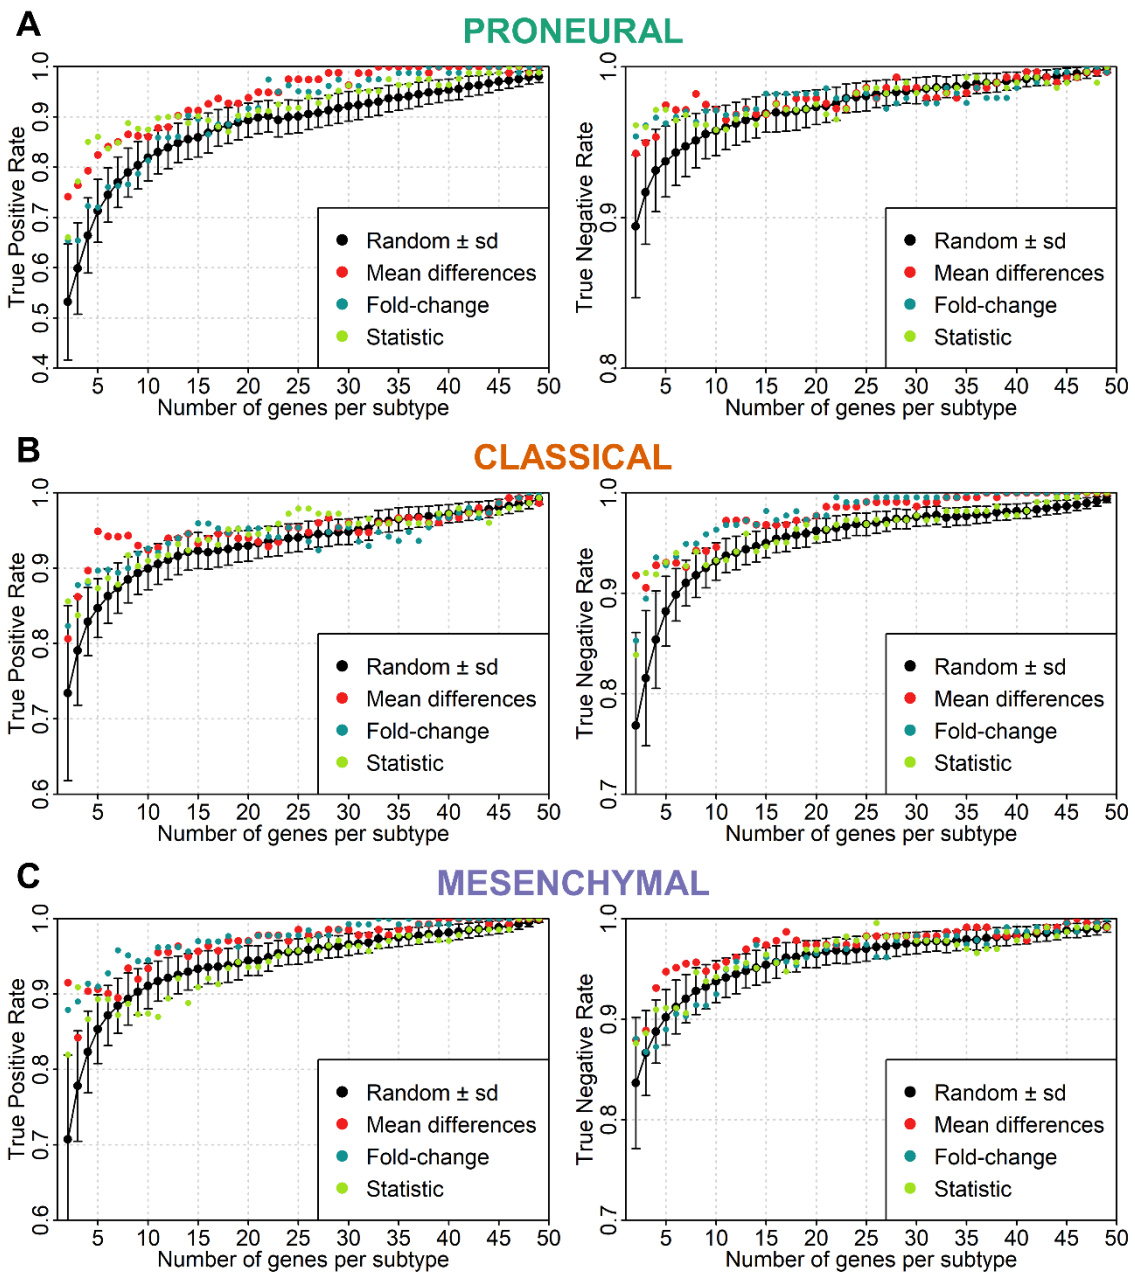 A
PRONEURAL
True Positive Rate
1.0
0.9
0.8
0.7
0.6
0.5
0.4
5 10 15 20 25 30 35 40 45 50
Number of genes per subtype
Random ± sd
Mean differences
Fold-change
Statistic
True Negative Rate
1.0
0.9
0.8
5 10 15 20 25 30 35 40 45 50
Number of genes per subtype
Random ± sd
Mean differences
Fold-change
Statistic
B
CLASSICAL
True Positive Rate
1.0
0.9
0.8
0.7
0.6
5 10 15 20 25 30 35 40 45 50
Number of genes per subtype
Random ± sd
Mean differences
Fold-change
Statistic
True Negative Rate
1.0
0.9
0.8
0.7
5 10 15 20 25 30 35 40 45 50
Number of genes per subtype
Random ± sd
Mean differences
Fold-change
Statistic
C
MESENCHYMAL
True Positive Rate
1.0
0.9
0.8
0.7
0.6
5 10 15 20 25 30 35 40 45 50
Number of genes per subtype
Random ± sd
Mean differences
Fold-change
Statistic
True Negative Rate
1.0
0.9
0.8
0.7
5 10 15 20 25 30 35 40 45 50
Number of genes per subtype
Random ± sd
Mean differences
Fold-change
Statistic